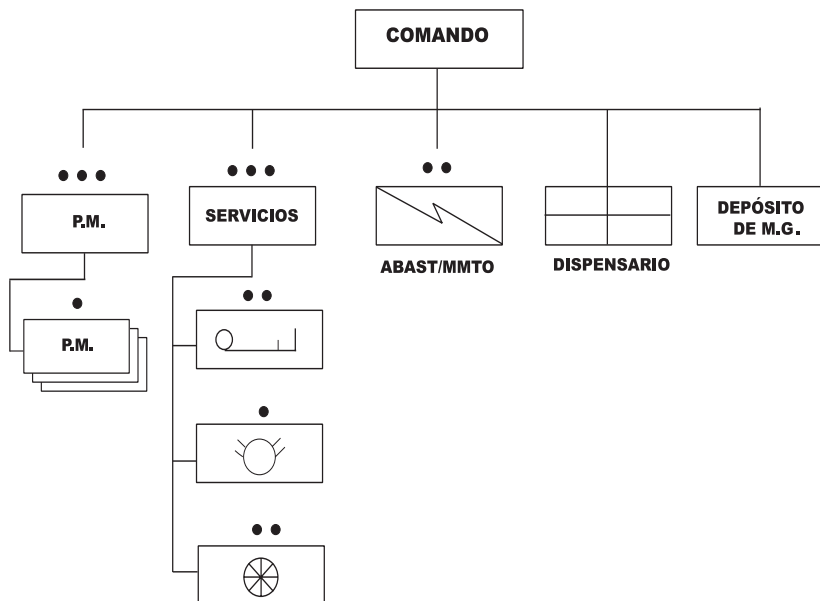 COMANDO
P.M.
SERVICIOS
DEPÓSITO
DE M.G.
ABAST/MMTO
DISPENSARIO
P.M.